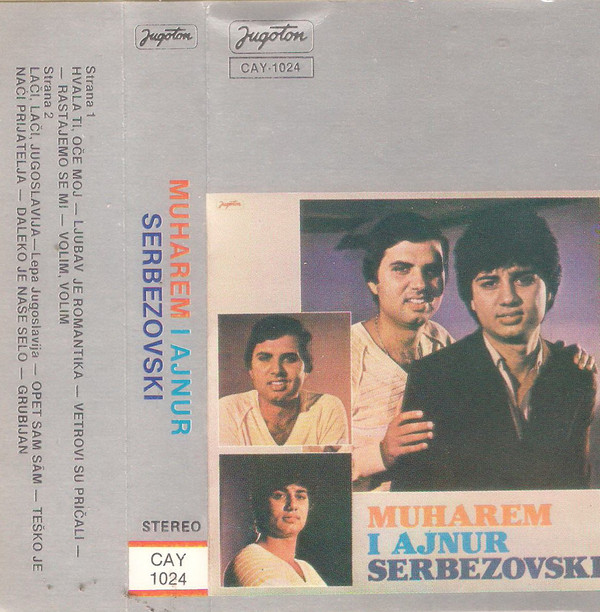 Strana 1
HVALA TI, OČE MOJ — LJUBAV JE ROMANTIKA — VETROVI SU PRIČALI —
— RASTAJEMO SE MI — VOLIM, VOLIM
Strana 2
LAĆI, LAĆI, JUGOSLAVIJA—Lepa Jugoslavija — OPET SAM SÂM — TEŠKO JE
NAĆI PRIJATELJA — DALEKO JE NAŠE SELO — GRUBIJAN
Jugoton
MUHAREM I AJNUR
SERBEZOVSKI
STEREO
CAY
1024
Jugoton
CAY-1024
Jugoton
MUHAREM
I AJNUR
SERBEZOVSKI